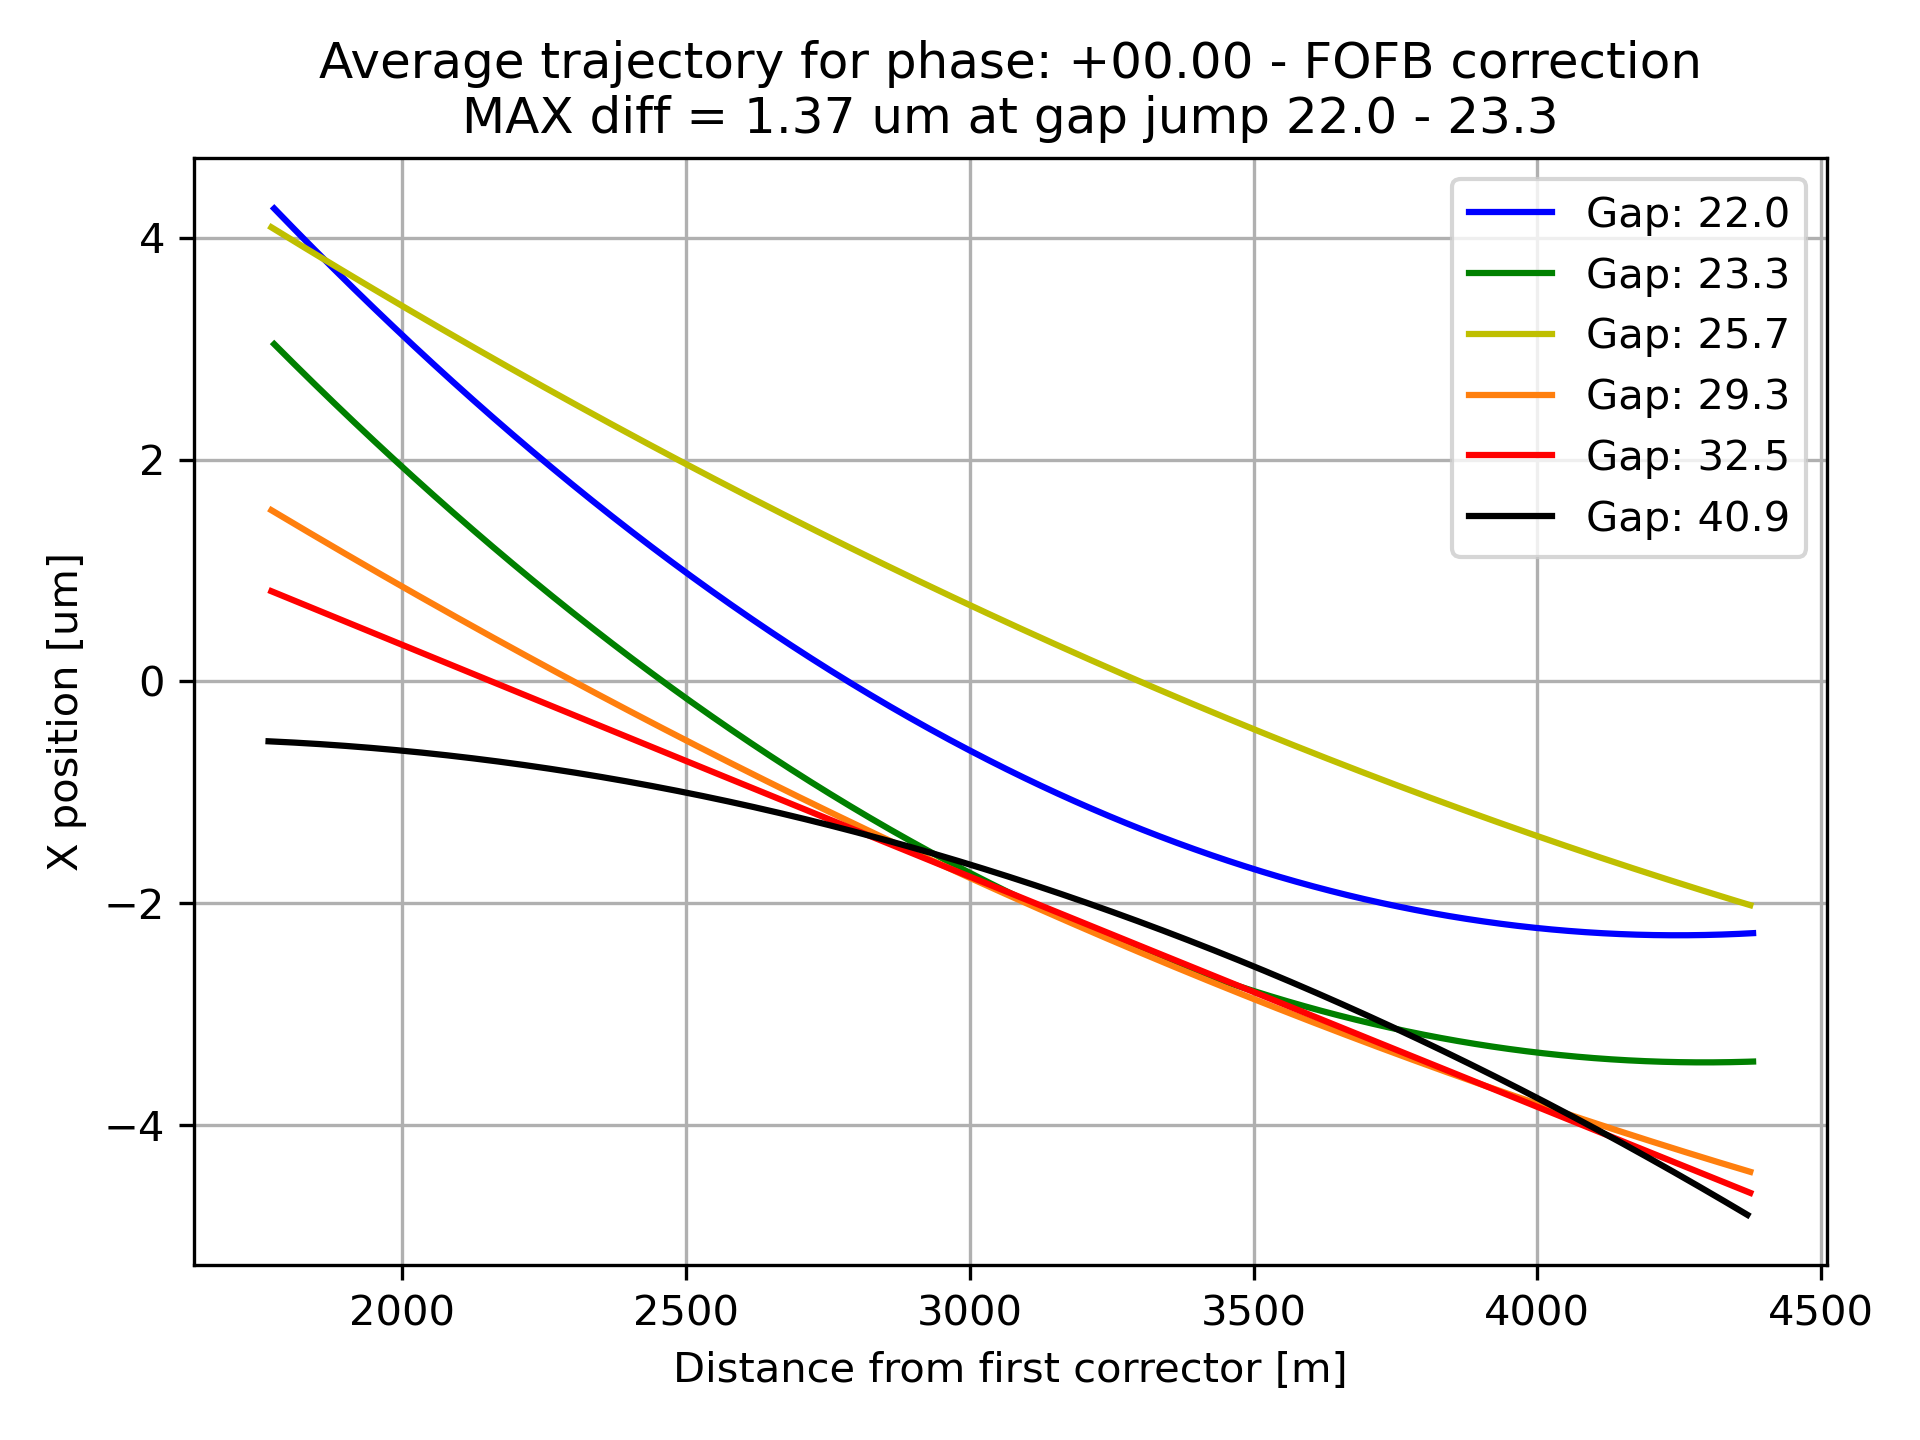 Average trajectory for phase: +00.00 - FOFB correction
MAX diff = 1.37 um at gap jump 22.0 - 23.3
Gap: 22.0
Gap: 23.3
Gap: 25.7
Gap: 29.3
Gap: 32.5
Gap: 40.9
X position [um]
4
2
0
−2
−4
2000 2500 3000 3500 4000 4500
Distance from first corrector [m]